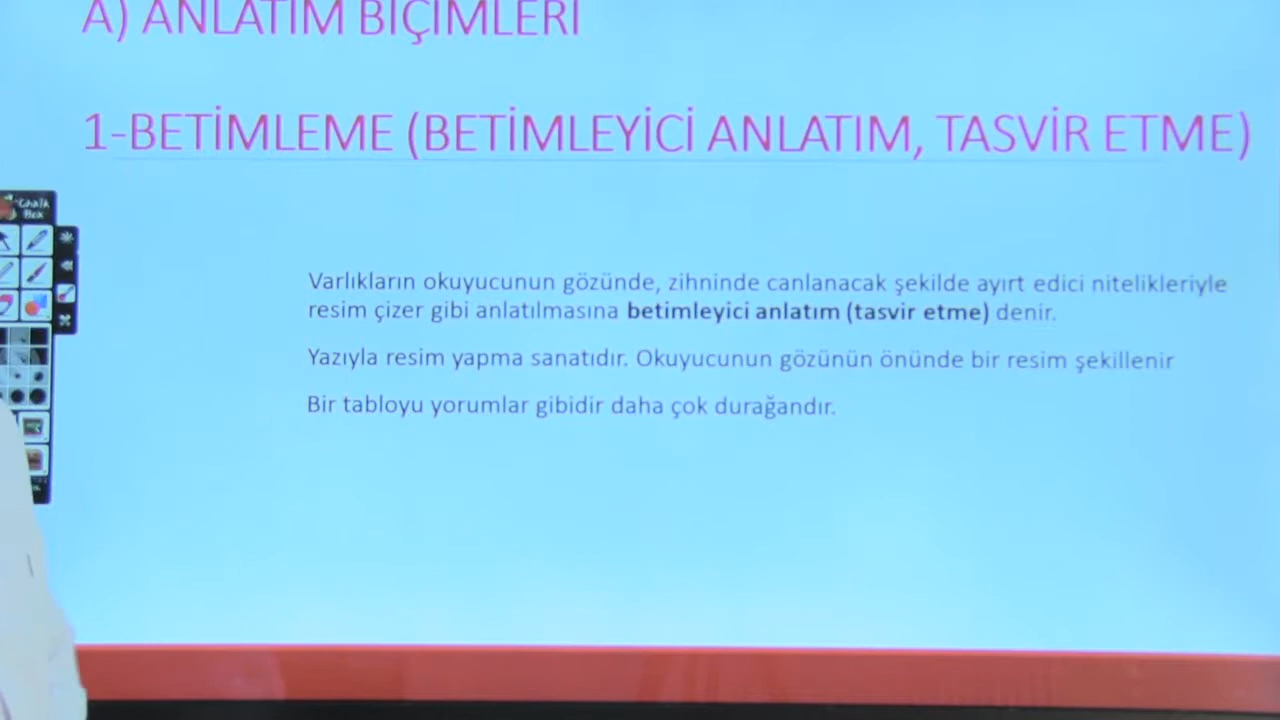 A) ANLATIM BİÇİMLERİ
1-BETİMLEME (BETİMLEYİCİ ANLATIM, TASVİR ETME)
Chalk
Box
Varlıkların okuyucunun gözünde, zihninde canlanacak şekilde ayırt edici nitelikleriyle
resim çizer gibi anlatılmasına betimleyici anlatım (tasvir etme) denir.
Yazıyla resim yapma sanatıdır. Okuyucunun gözünün önünde bir resim şekillenir
Bir tabloyu yorumlar gibidir daha çok durağandır.